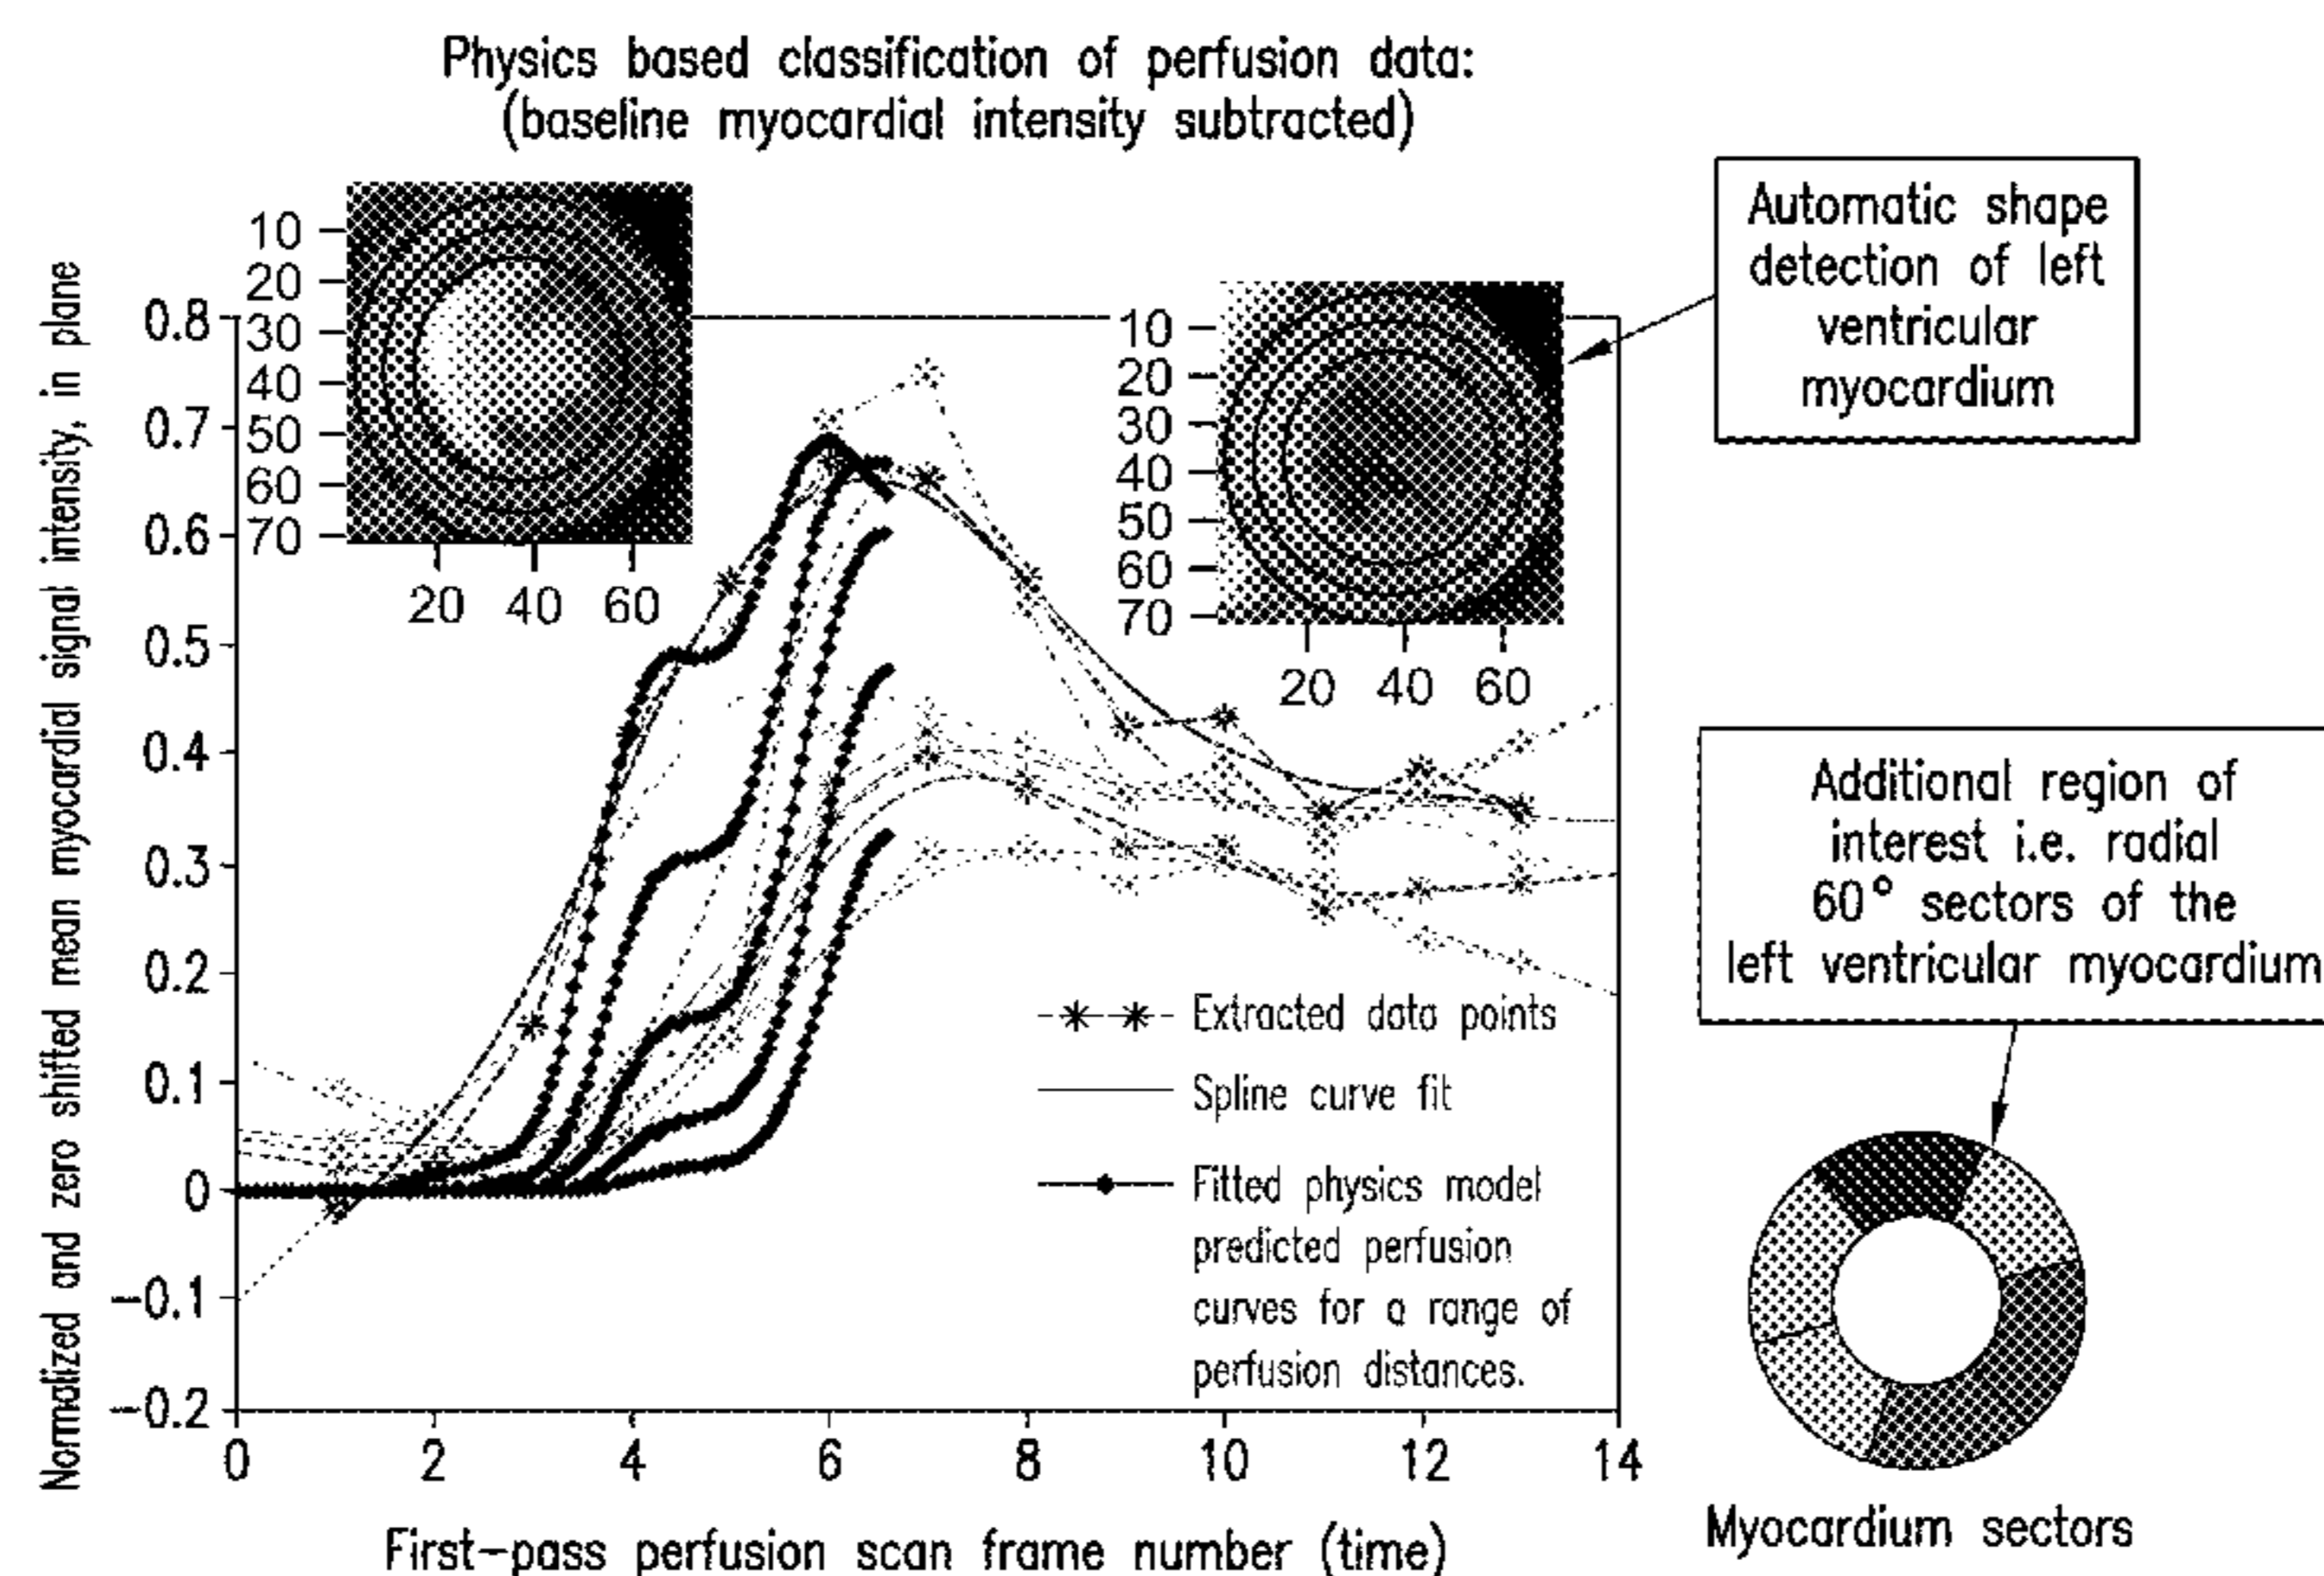 Physics based classification of perfusion data:
(baseline myocardial intensity subtracted)
Normalized and zero shifted mean myocardial signal intensity, in plane
0.8
0.7
0.6
0.5
0.4
0.3
0.2
0.1
0
-0.1
-0.2
0 2 4 6 8 10 12 14
First-pass perfusion scan frame number (time)
10
20
30
40
50
60
70
20 40 60
10
20
30
40
50
60
70
20 40 60
Extracted data points
Spline curve fit
Fitted physics model
predicted perfusion
curves for a range of
perfusion distances.
Automatic shape
detection of left
ventricular
myocardium
Additional region of
interest i.e. radial
60° sectors of the
left ventricular myocardium
Myocardium sectors